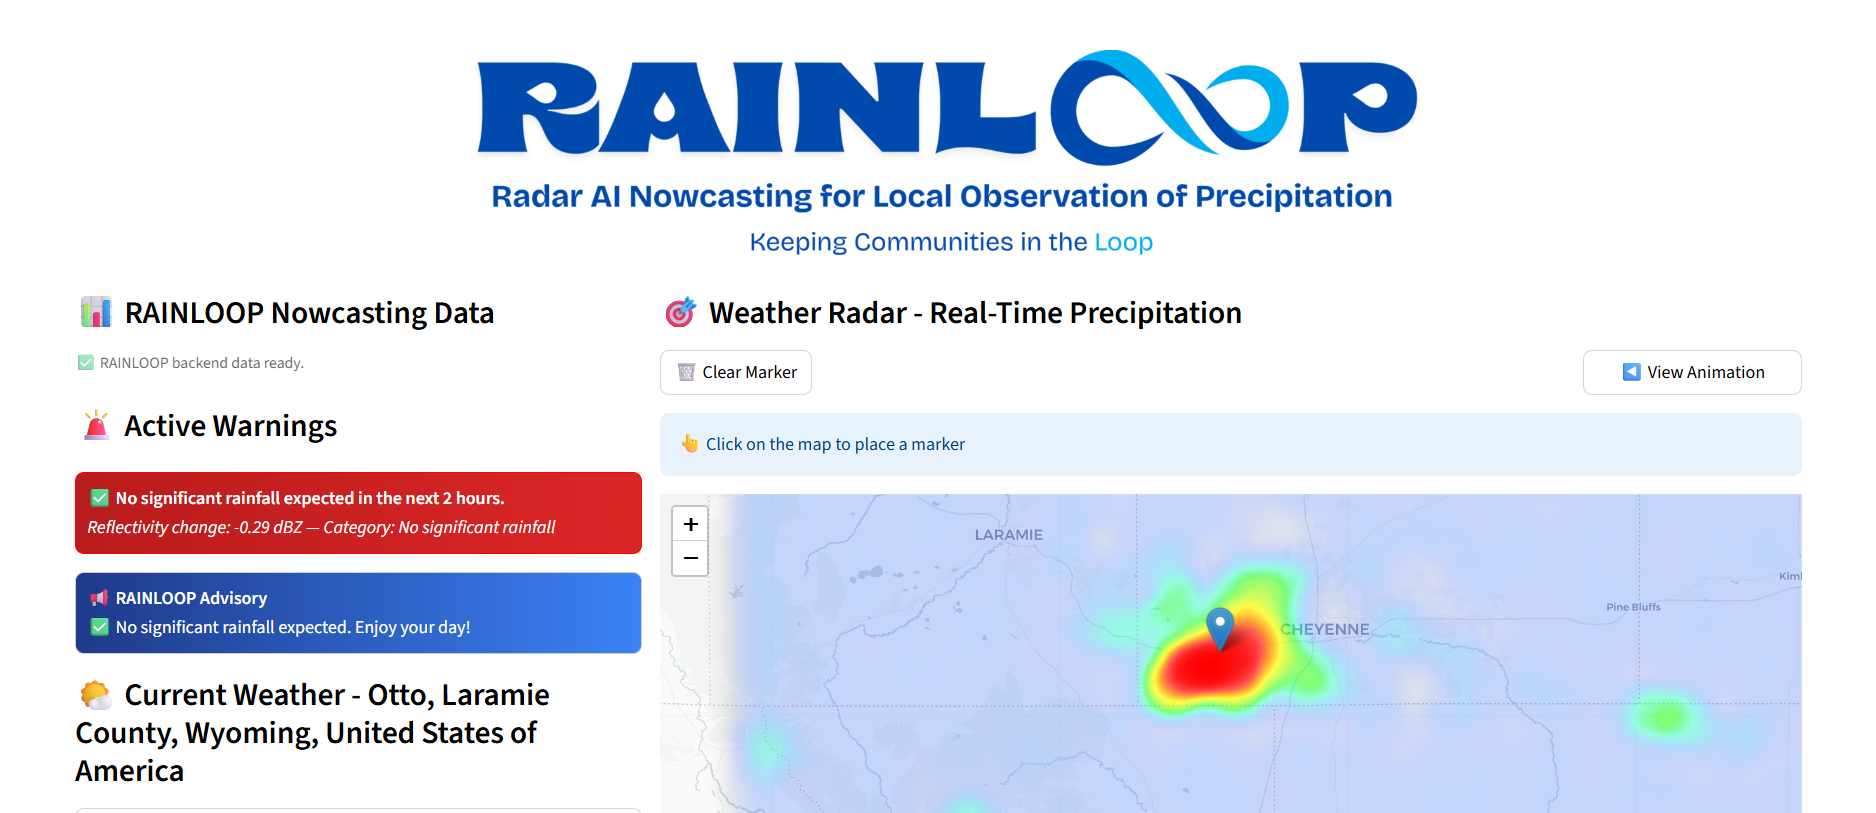 RAINLOOP
Radar AI Nowcasting for Local Observation of Precipitation
Keeping Communities in the Loop
RAINLOOP Nowcasting Data
RAINLOOP backend data ready.
Active Warnings
No significant rainfall expected in the next 2 hours.
Reflectivity change: -0.29 dBZ — Category: No significant rainfall
RAINLOOP Advisory
No significant rainfall expected. Enjoy your day!
Current Weather - Otto, Laramie
County, Wyoming, United States of
America
Weather Radar - Real-Time Precipitation
Clear Marker
View Animation
Click on the map to place a marker
+
−
LARAMIE
CHEYENNE
Pine Bluffs